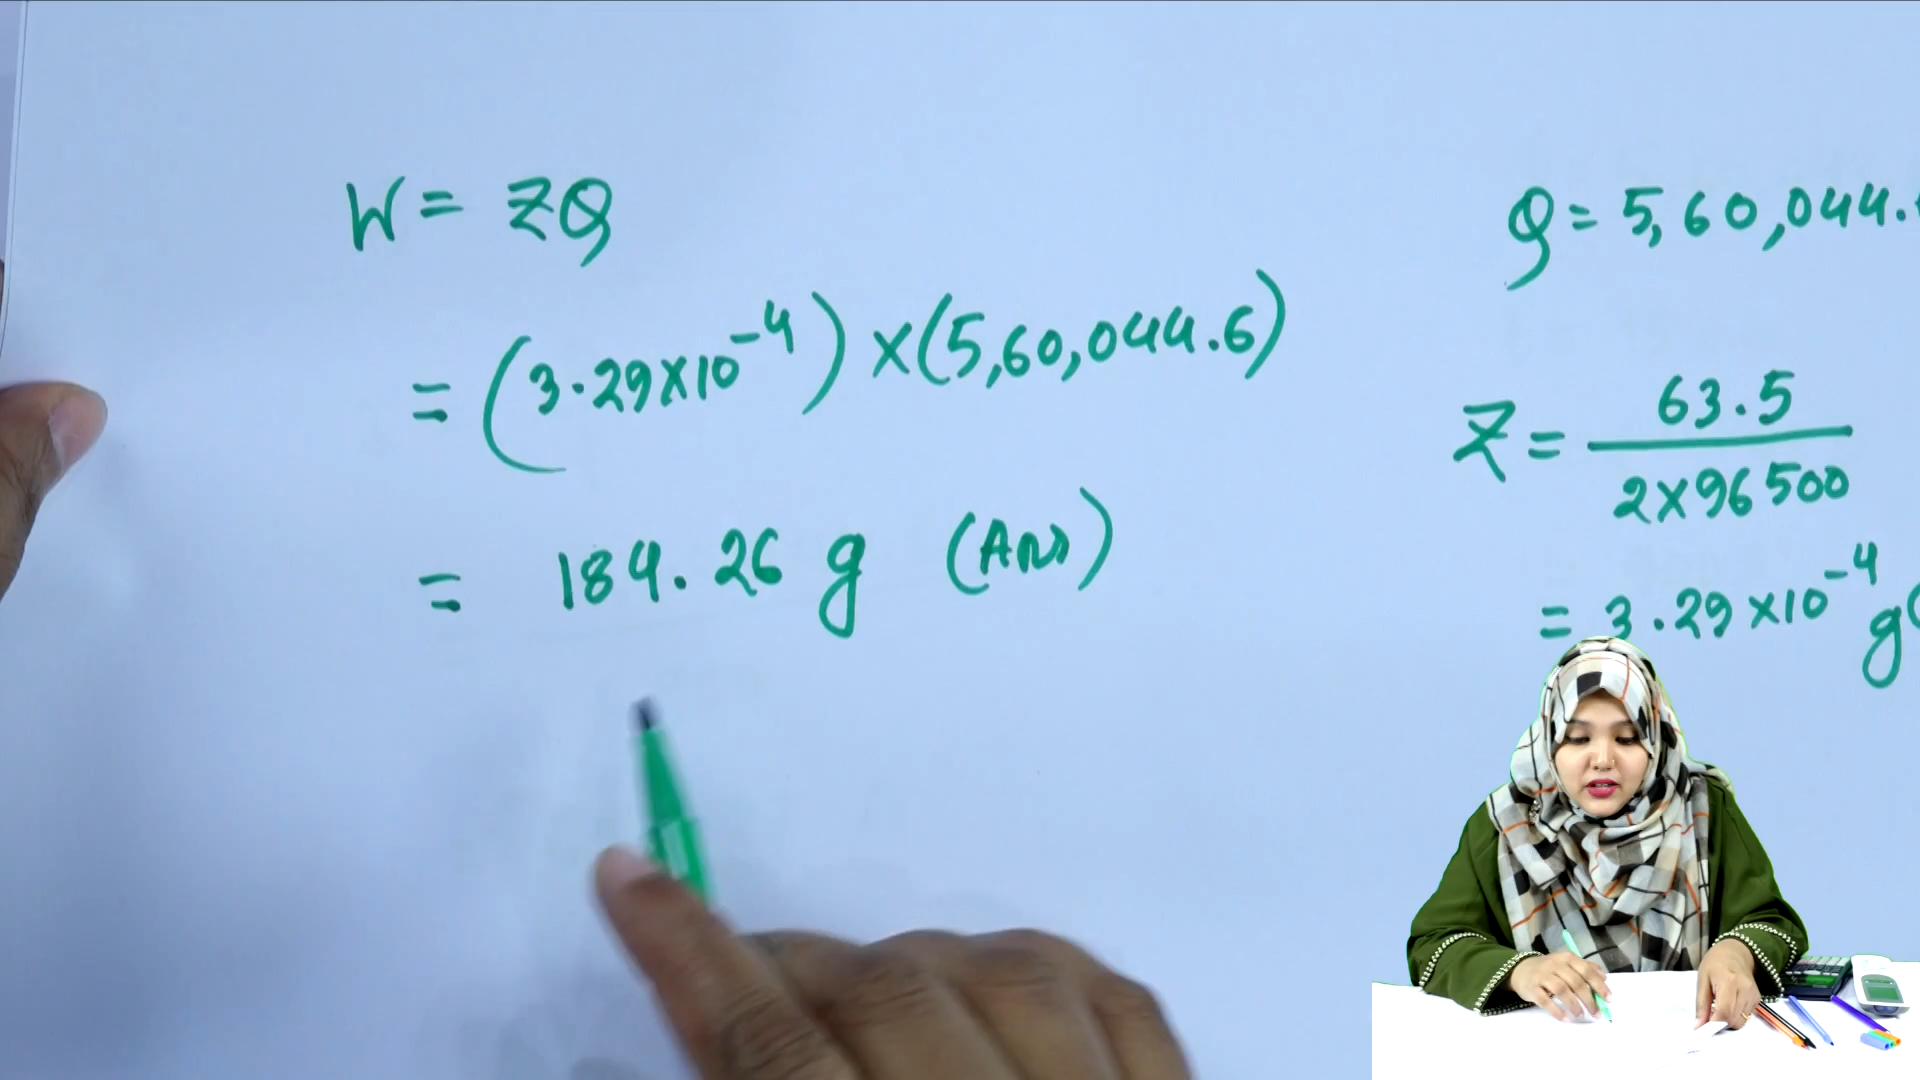 W = ZQ
= (3.29×10⁻⁴) × (5,60,044.6)
= 184.26 g (Ans)
Q = 5,60,044.
Z = 63.5 / 2×96500
= 3.29×10⁻⁴ g